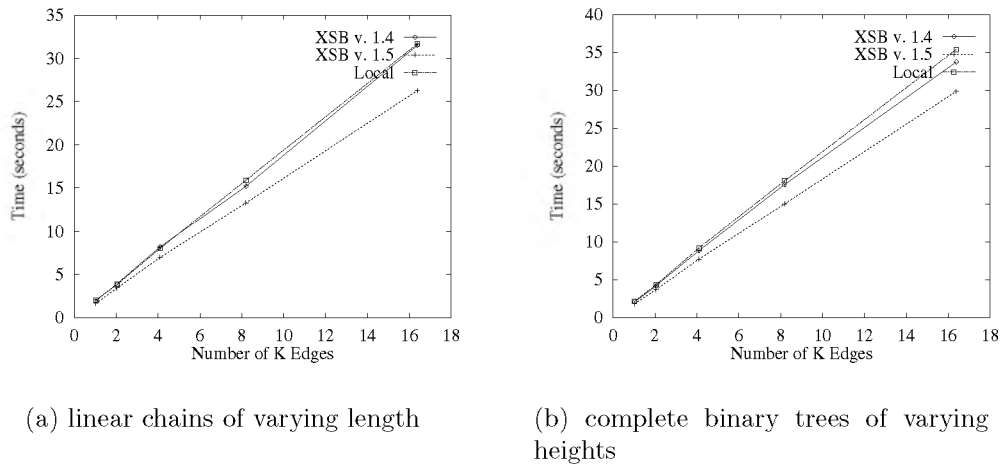 35
30
25
20
15
10
5
0
Time (seconds)
XSB v. 1.4
XSB v. 1.5
Local
0 2 4 6 8 10 12 14 16 18
Number of K Edges
(a) linear chains of varying length
40
35
30
25
20
15
10
5
0
Time (seconds)
XSB v. 1.4
XSB v. 1.5
Local
0 2 4 6 8 10 12 14 16 18
Number of K Edges
(b) complete binary trees of varying
heights